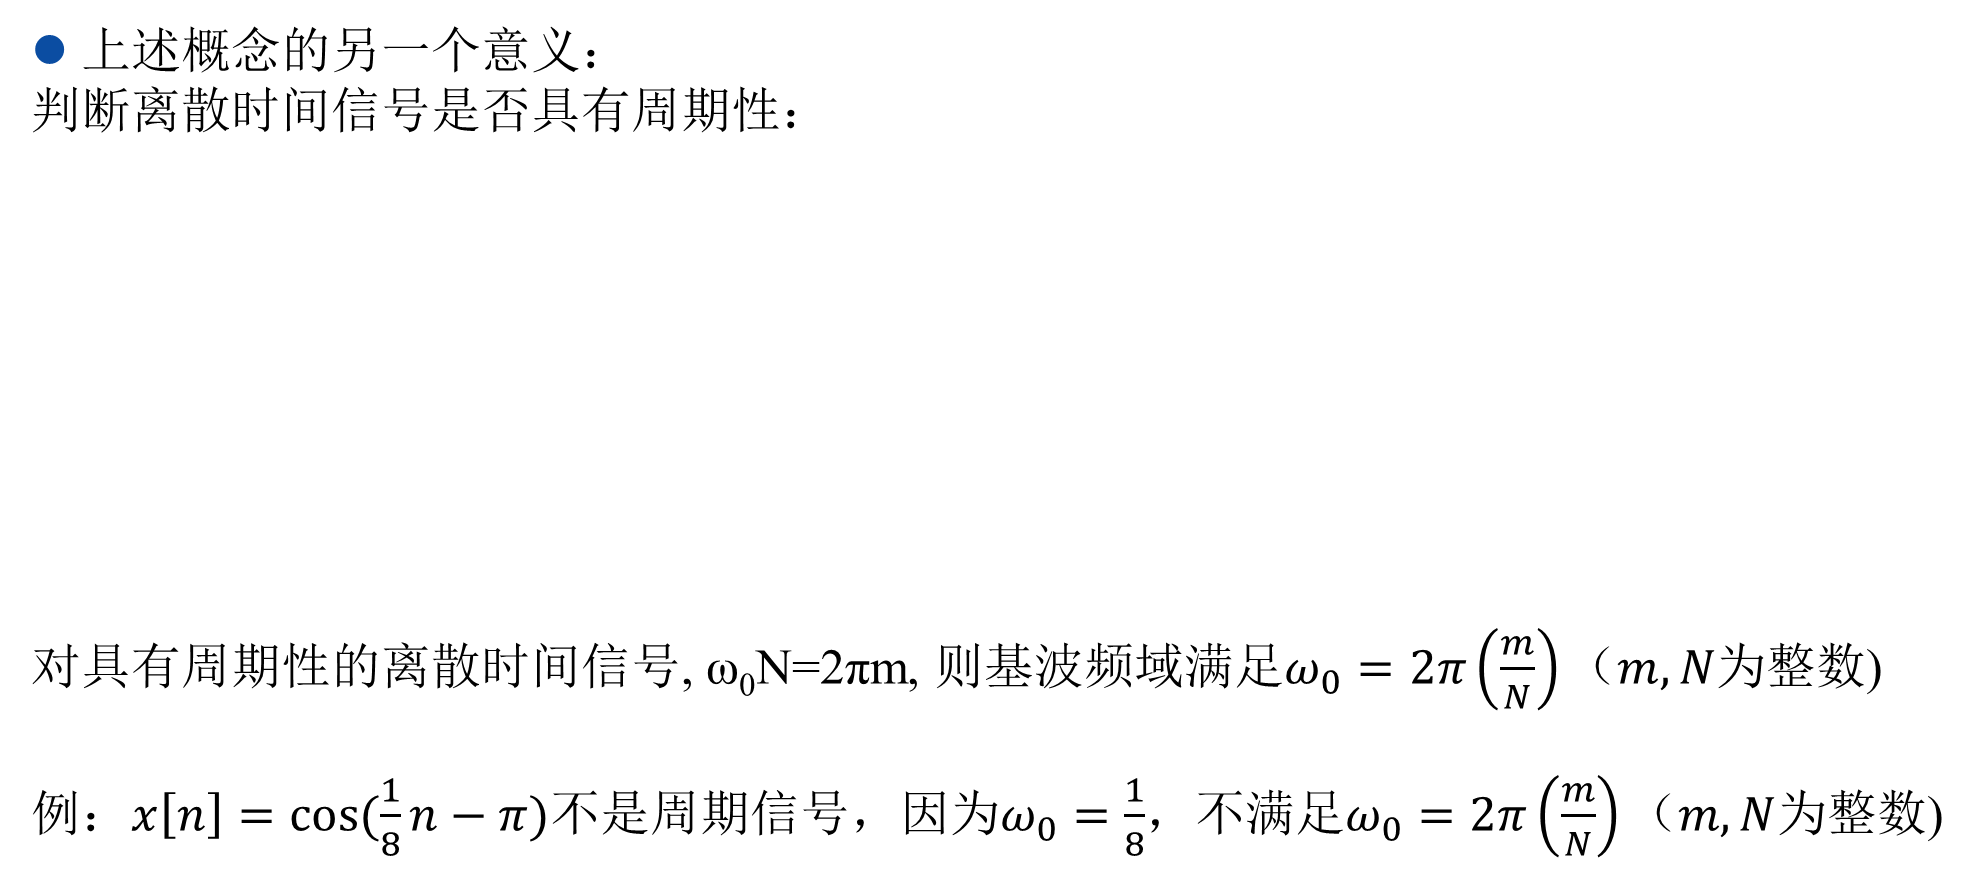 ● 上述概念的另一个意义：
判断离散时间信号是否具有周期性：
对具有周期性的离散时间信号, ω₀N=2πm, 则基波频域满足ω₀ = 2π(m/N)（m, N为整数)
例：x[n] = cos(1/8 n − π)不是周期信号，因为ω₀ = 1/8，不满足ω₀ = 2π(m/N)（m, N为整数)